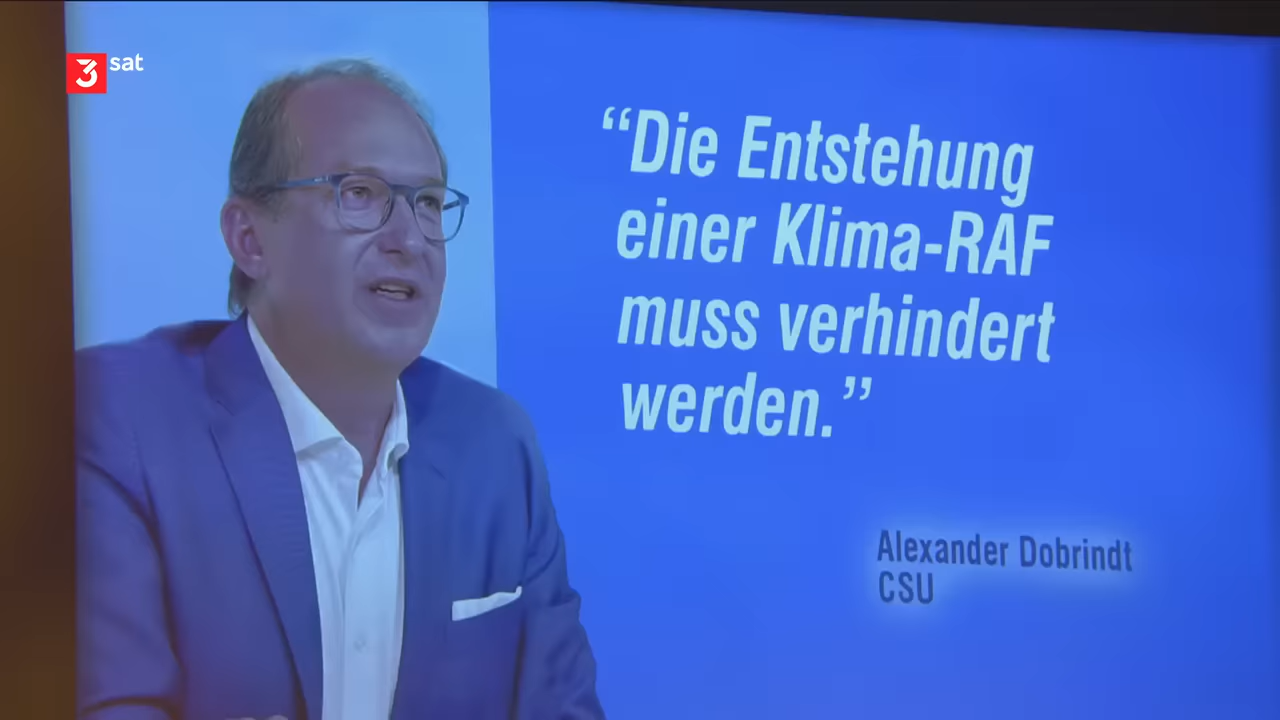 3sat
“Die Entstehung
einer Klima-RAF
muss verhindert
werden.”
Alexander Dobrindt
CSU